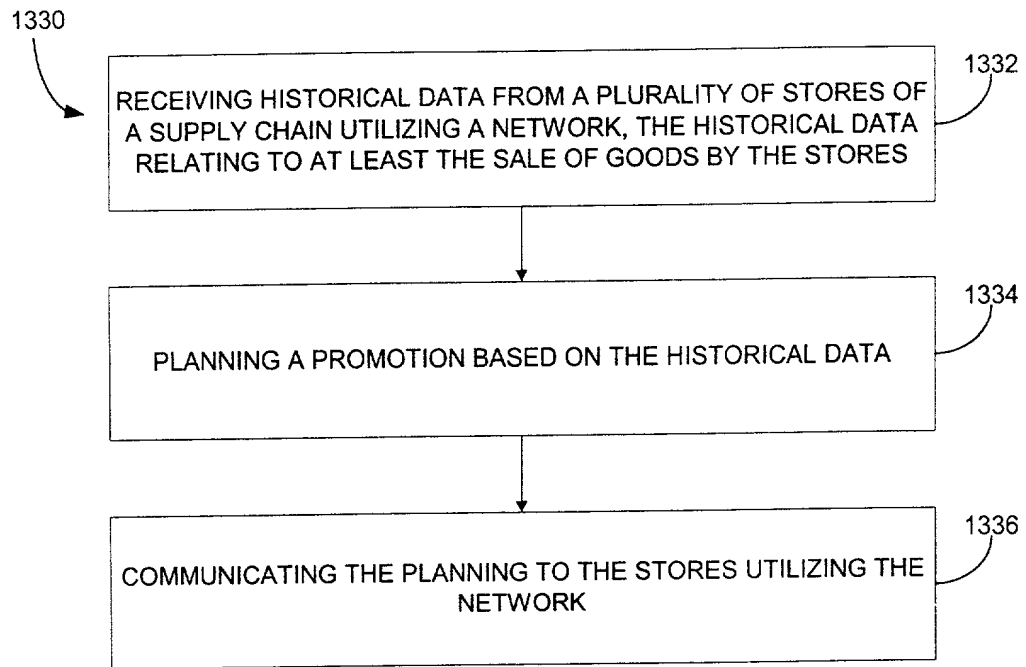 1330
1332
RECEIVING HISTORICAL DATA FROM A PLURALITY OF STORES OF
A SUPPLY CHAIN UTILIZING A NETWORK, THE HISTORICAL DATA
RELATING TO AT LEAST THE SALE OF GOODS BY THE STORES
1334
PLANNING A PROMOTION BASED ON THE HISTORICAL DATA
1336
COMMUNICATING THE PLANNING TO THE STORES UTILIZING THE
NETWORK